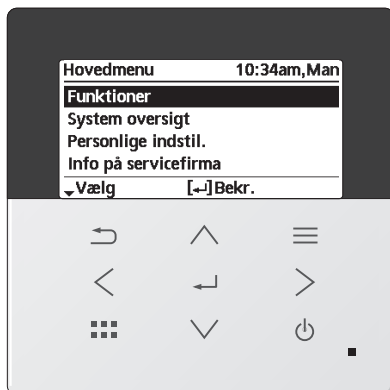 Hovedmenu 10:34am,Man
Funktioner
System oversigt
Personlige indstil.
Info på servicefirma
Vælg [↵]Bekr.